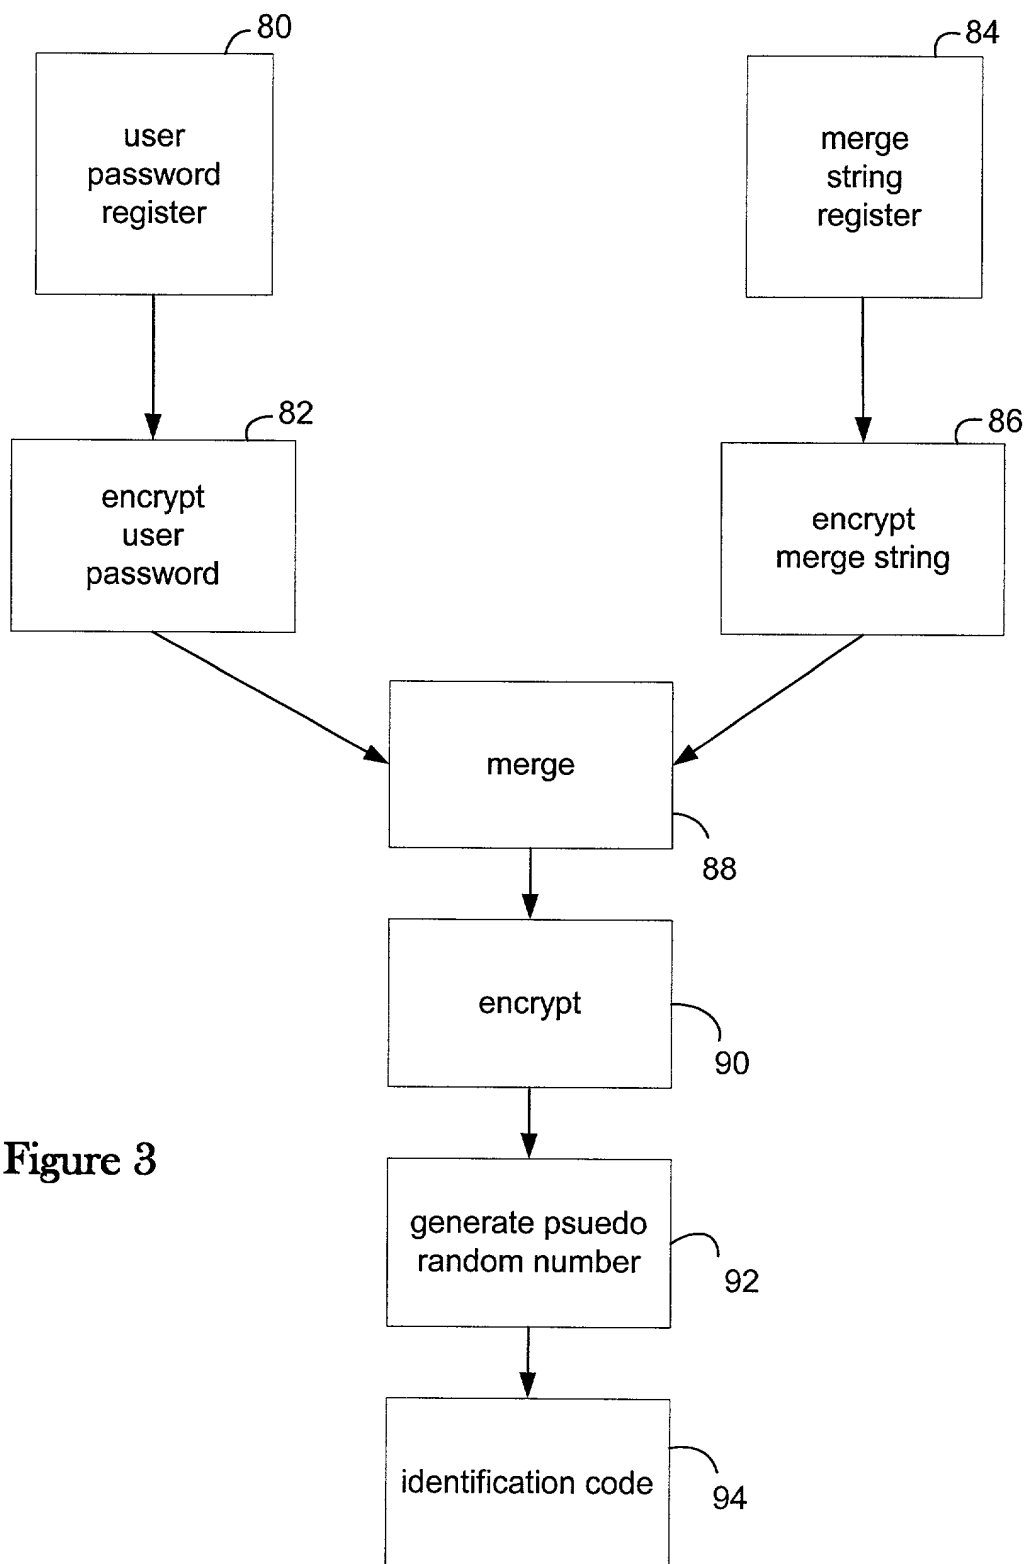 80
user
password
register
84
merge
string
register
82
encrypt
user
password
86
encrypt
merge string
merge
88
encrypt
90
Figure 3
generate psuedo
random number
92
identification code
94